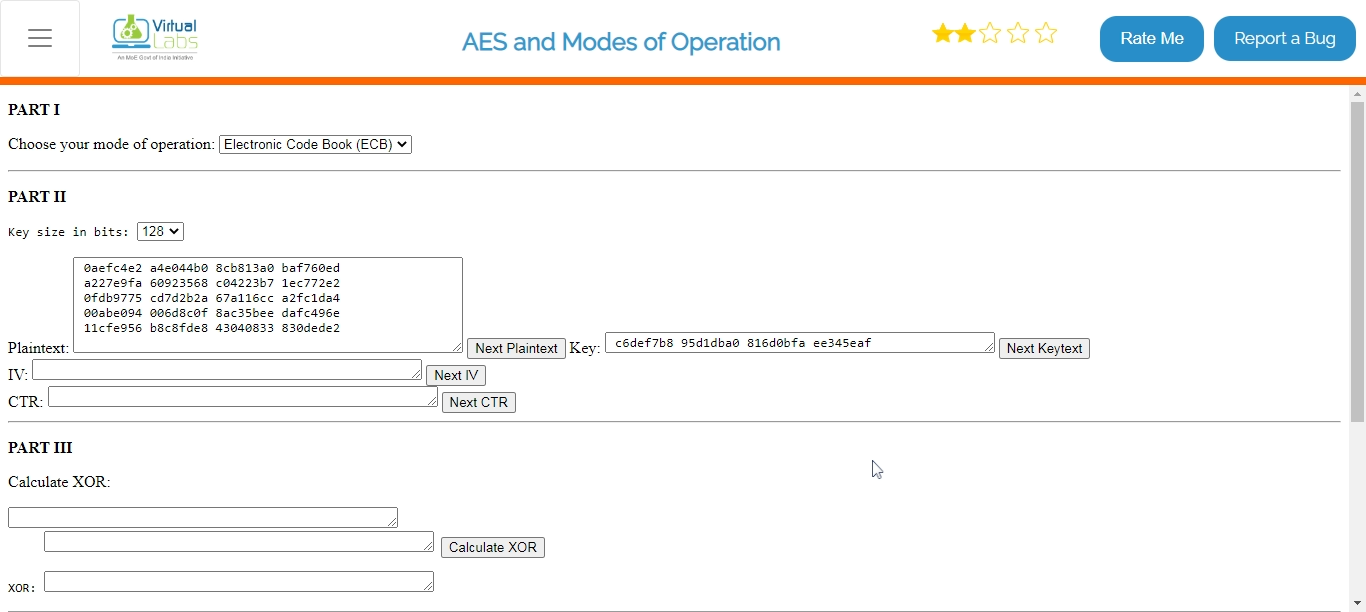 Virtual Labs
An MoE Govt of India Initiative
AES and Modes of Operation
Rate Me
Report a Bug
PART I
Choose your mode of operation: Electronic Code Book (ECB)
PART II
Key size in bits: 128
0aefc4e2 a4e044b0 8cb813a0 baf760ed
a227e9fa 60923568 c04223b7 1ec772e2
0fdb9775 cd7d2b2a 67a116cc a2fc1da4
00abe094 006d8c0f 8ac35bee dafc496e
11cfe956 b8c8fde8 43040833 830dede2
Plaintext: Next Plaintext Key: c6def7b8 95d1dba0 816d0bfa ee345eaf Next Keytext
IV: Next IV
CTR: Next CTR
PART III
Calculate XOR:
Calculate XOR
XOR: